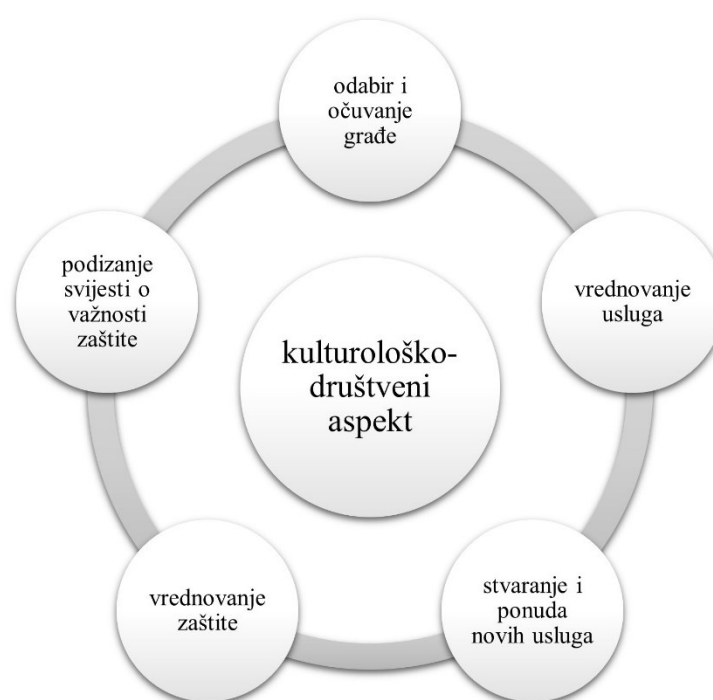 odabir i
očuvanje
građe
podizanje
svijesti o
važnosti
zaštite
vrednovanje
usluga
kulturološko-
društveni
aspekt
vrednovanje
zaštite
stvaranje i
ponuda
novih usluga